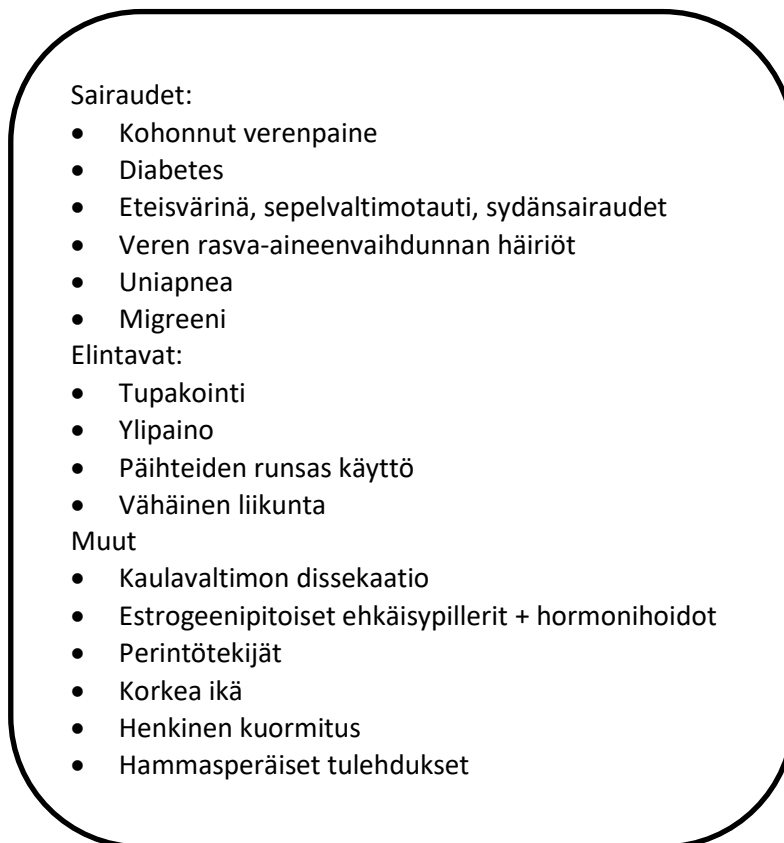 Sairaudet:
• Kohonnut verenpaine
• Diabetes
• Eteisvärinä, sepelvaltimotauti, sydänsairaudet
• Veren rasva-aineenvaihdunnan häiriöt
• Uniapnea
• Migreeni
Elintavat:
• Tupakointi
• Ylipaino
• Päihteiden runsas käyttö
• Vähäinen liikunta
Muut
• Kaulavaltimon dissekaatio
• Estrogeenipitoiset ehkäisypillerit + hormonihoidot
• Perintötekijät
• Korkea ikä
• Henkinen kuormitus
• Hammasperäiset tulehdukset